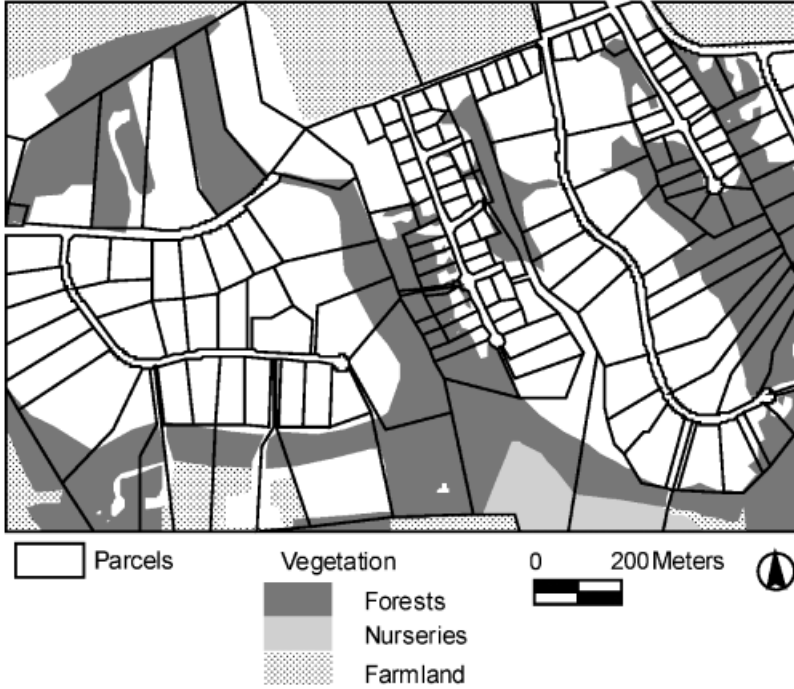 Parcels
Vegetation
0 200 Meters
Forests
Nurseries
Farmland